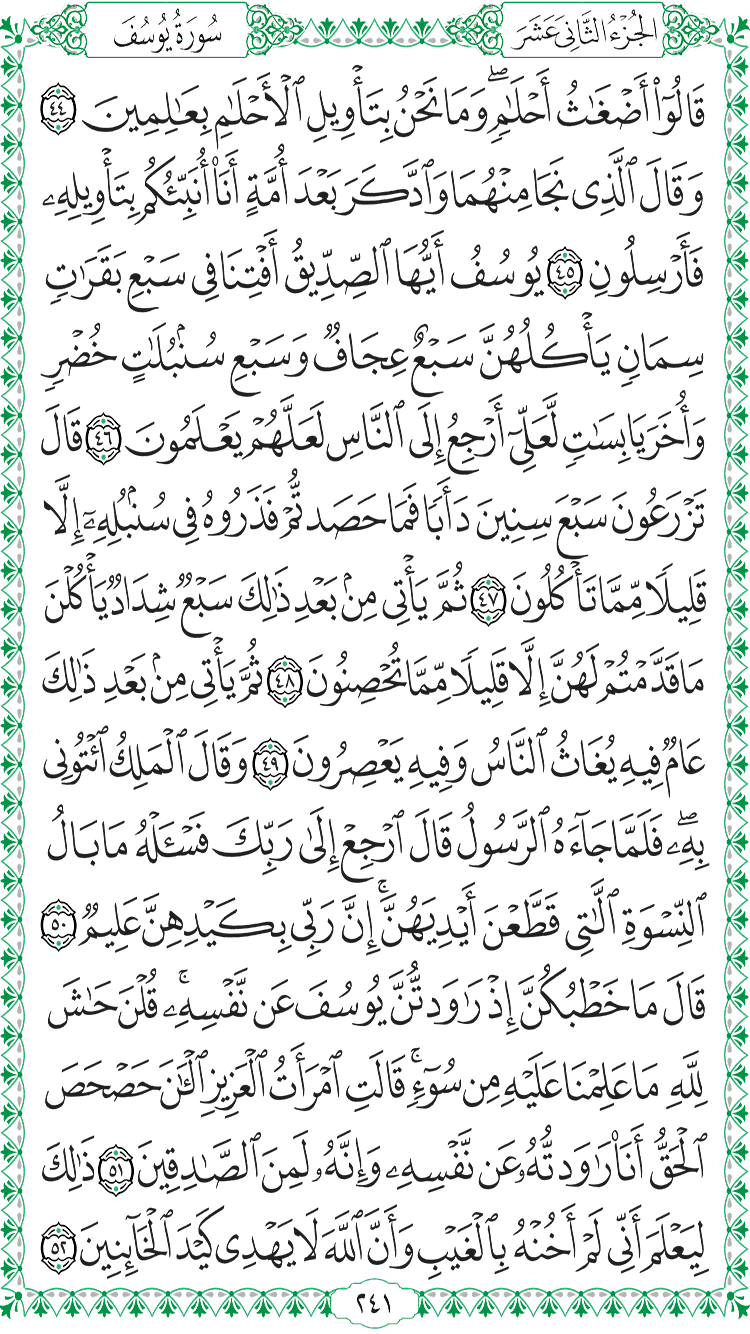 الجُزْءُ الثَّانِى عَشَرَ
سُورَةُ يُوسُفَ
قَالُوٓا۟ أَضْغَـٰثُ أَحْلَـٰمٍۢ ۖ وَمَا نَحْنُ بِتَأْوِيلِ ٱلْأَحْلَـٰمِ بِعَـٰلِمِينَ ٤٤
وَقَالَ ٱلَّذِى نَجَا مِنْهُمَا وَٱدَّكَرَ بَعْدَ أُمَّةٍ أَنَا۠ أُنَبِّئُكُم بِتَأْوِيلِهِۦ
فَأَرْسِلُونِ ٤٥ يُوسُفُ أَيُّهَا ٱلصِّدِّيقُ أَفْتِنَا فِى سَبْعِ بَقَرَٰتٍۢ
سِمَانٍۢ يَأْكُلُهُنَّ سَبْعٌ عِجَافٌۭ وَسَبْعِ سُنۢبُلَـٰتٍ خُضْرٍۢ
وَأُخَرَ يَابِسَـٰتٍۢ لَّعَلِّىٓ أَرْجِعُ إِلَى ٱلنَّاسِ لَعَلَّهُمْ يَعْلَمُونَ ٤٦ قَالَ
تَزْرَعُونَ سَبْعَ سِنِينَ دَأَبًۭا فَمَا حَصَدتُّمْ فَذَرُوهُ فِى سُنۢبُلِهِۦٓ إِلَّا
قَلِيلًۭا مِّمَّا تَأْكُلُونَ ٤٧ ثُمَّ يَأْتِى مِنۢ بَعْدِ ذَٰلِكَ سَبْعٌۭ شِدَادٌۭ يَأْكُلْنَ
مَا قَدَّمْتُمْ لَهُنَّ إِلَّا قَلِيلًۭا مِّمَّا تُحْصِنُونَ ٤٨ ثُمَّ يَأْتِى مِنۢ بَعْدِ ذَٰلِكَ
عَامٌۭ فِيهِ يُغَاثُ ٱلنَّاسُ وَفِيهِ يَعْصِرُونَ ٤٩ وَقَالَ ٱلْمَلِكُ ٱئْتُونِى
بِهِۦ ۖ فَلَمَّا جَآءَهُ ٱلرَّسُولُ قَالَ ٱرْجِعْ إِلَىٰ رَبِّكَ فَسْـَٔلْهُ مَا بَالُ
ٱلنِّسْوَةِ ٱلَّـٰتِى قَطَّعْنَ أَيْدِيَهُنَّ ۚ إِنَّ رَبِّى بِكَيْدِهِنَّ عَلِيمٌۭ ٥٠
قَالَ مَا خَطْبُكُنَّ إِذْ رَٰوَدتُّنَّ يُوسُفَ عَن نَّفْسِهِۦ ۚ قُلْنَ حَـٰشَ
لِلَّهِ مَا عَلِمْنَا عَلَيْهِ مِن سُوٓءٍۢ ۚ قَالَتِ ٱمْرَأَتُ ٱلْعَزِيزِ ٱلْـَٔـٰنَ حَصْحَصَ
ٱلْحَقُّ أَنَا۠ رَٰوَدتُّهُۥ عَن نَّفْسِهِۦ وَإِنَّهُۥ لَمِنَ ٱلصَّـٰدِقِينَ ٥١ ذَٰلِكَ
لِيَعْلَمَ أَنِّى لَمْ أَخُنْهُ بِٱلْغَيْبِ وَأَنَّ ٱللَّهَ لَا يَهْدِى كَيْدَ ٱلْخَآئِنِينَ ٥٢
٢٤١